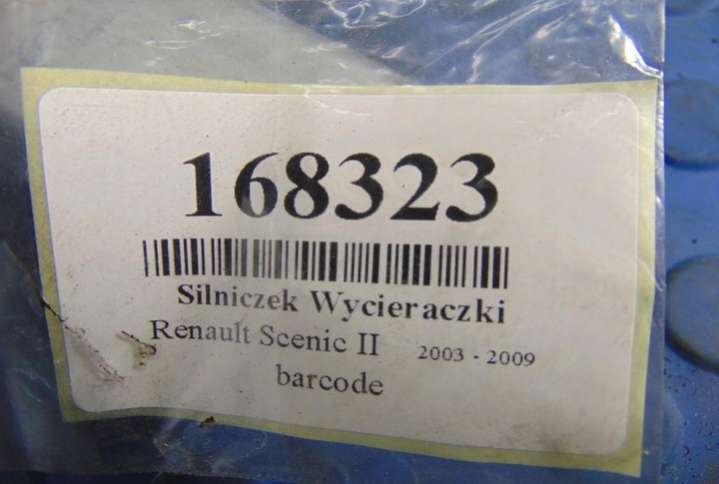 168323
Silniczek Wycieraczki
Renault Scenic II 2003 - 2009
barcode